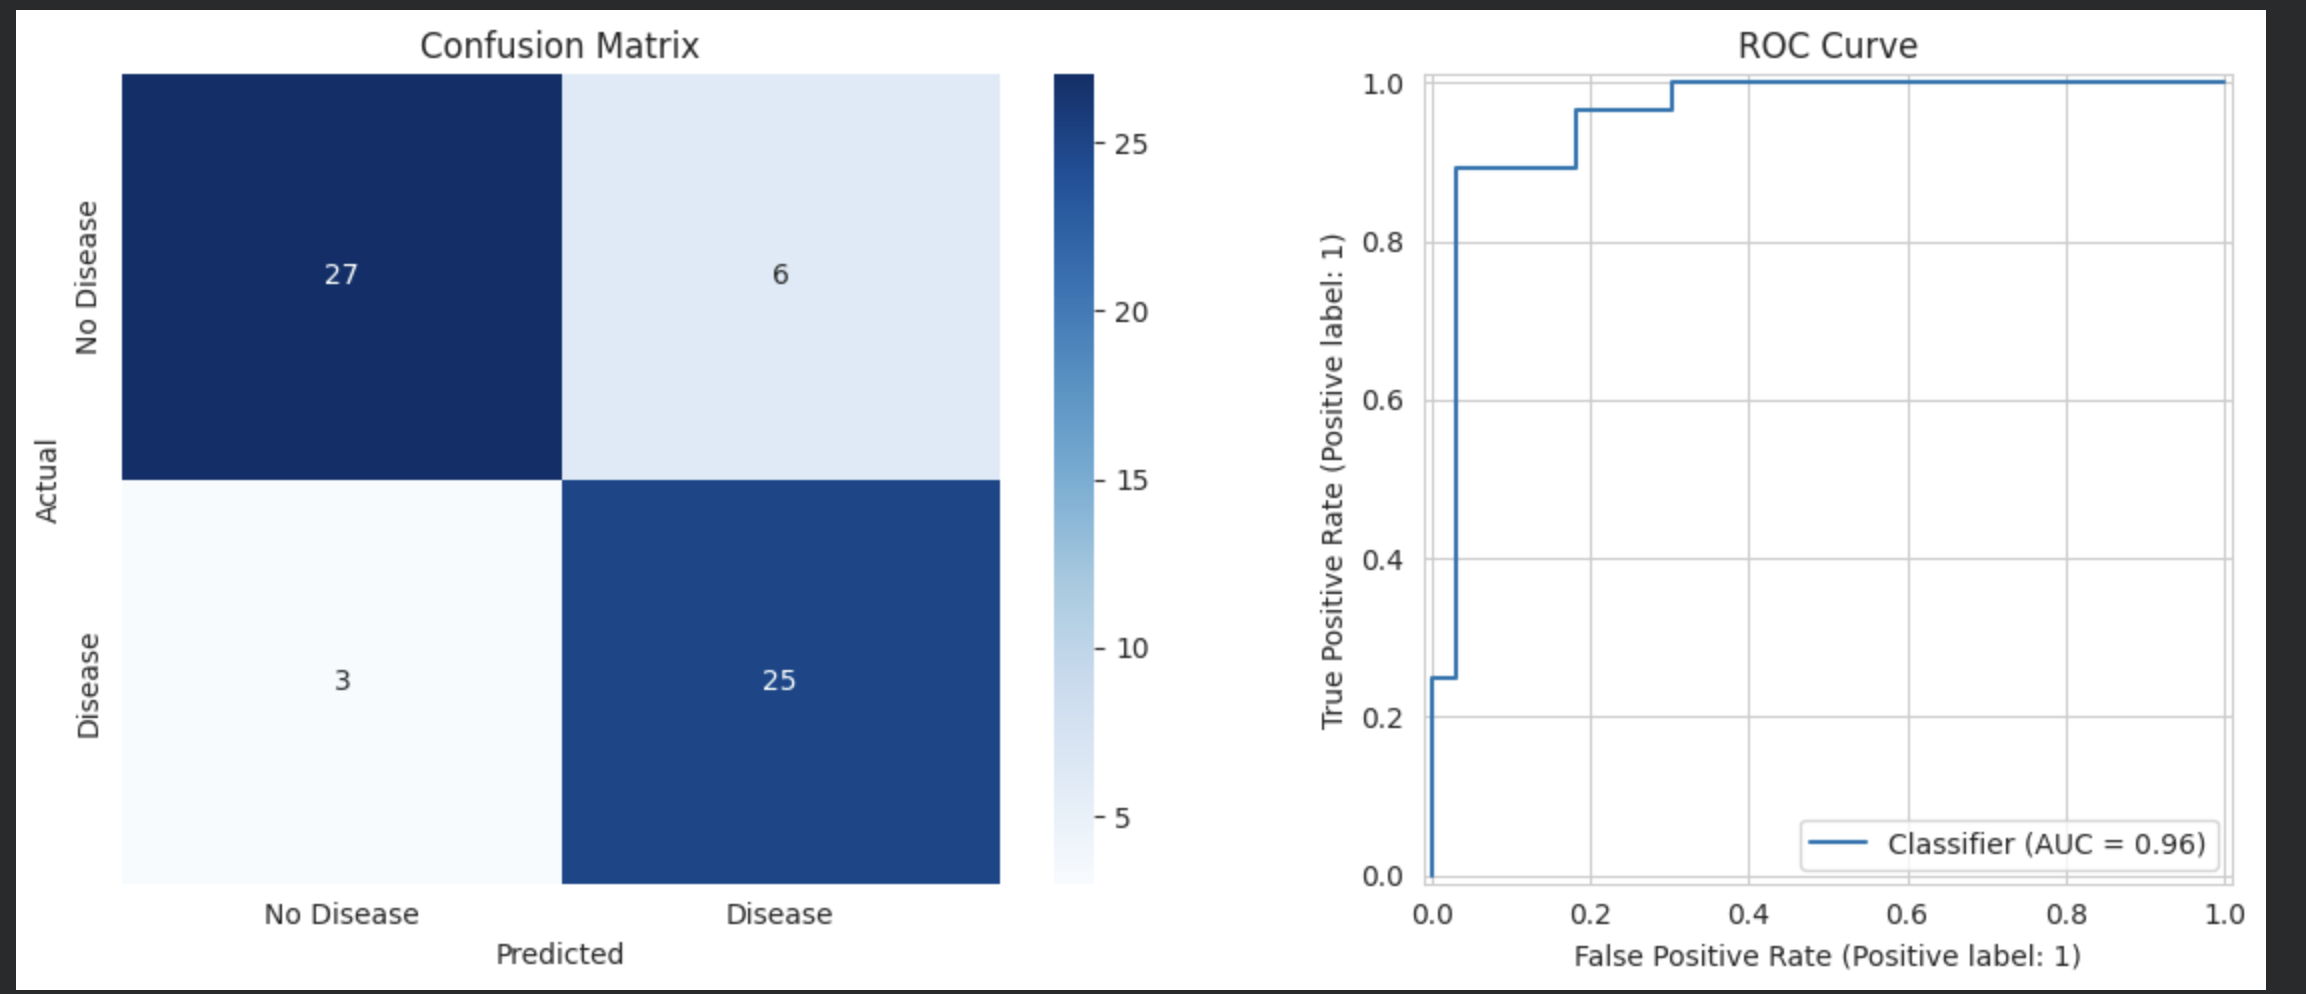 Confusion Matrix
No Disease
Disease
Actual
27
6
3
25
No Disease
Disease
Predicted
25
20
15
10
5
ROC Curve
True Positive Rate (Positive label: 1)
1.0
0.8
0.6
0.4
0.2
0.0
Classifier (AUC = 0.96)
0.0
0.2
0.4
0.6
0.8
1.0
False Positive Rate (Positive label: 1)